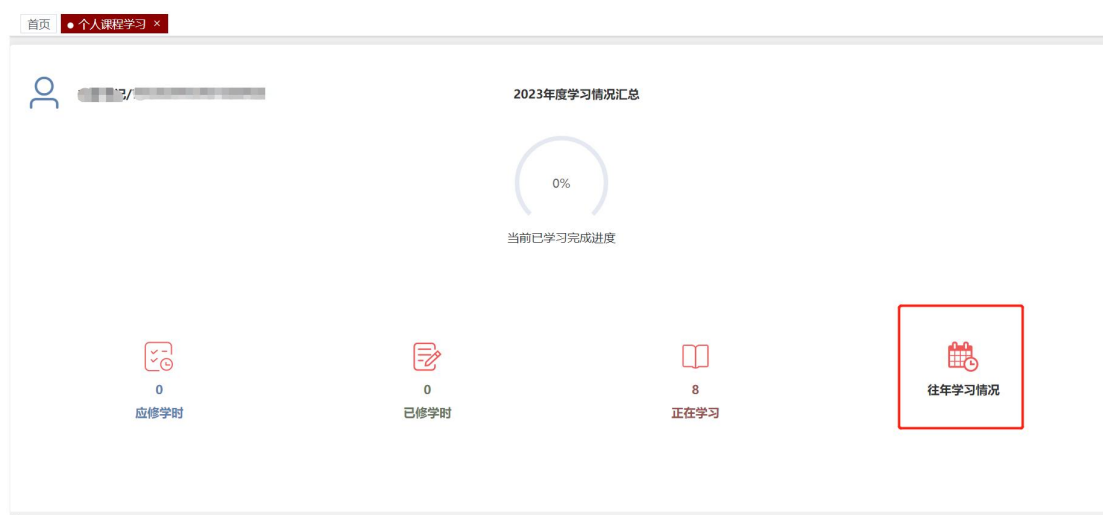 首页 ● 个人课程学习 ×
2023年度学习情况汇总
0%
当前已学习完成进度
0
应修学时
0
已修学时
8
正在学习
往年学习情况